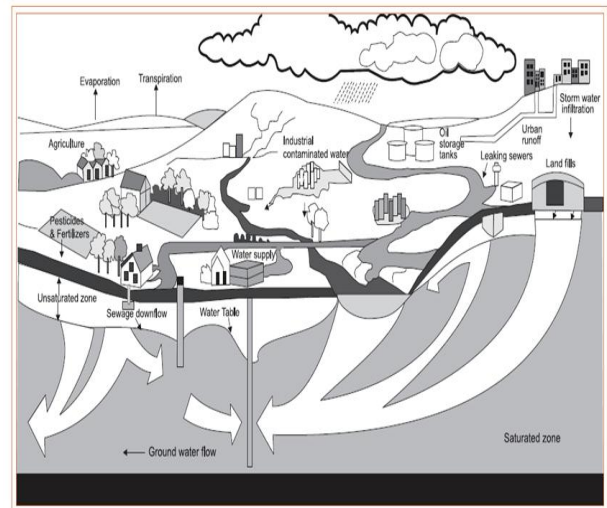 Evaporation
Transpiration
Storm water
infiltration
Agriculture
Industrial
contaminated water
Oil
storage
tanks
Urban
runoff
Leaking sewers
Land fills
Pesticides
& Fertilizers
Water supply
Unsaturated zone
Sewage downflow
Water Table
Saturated zone
Ground water flow